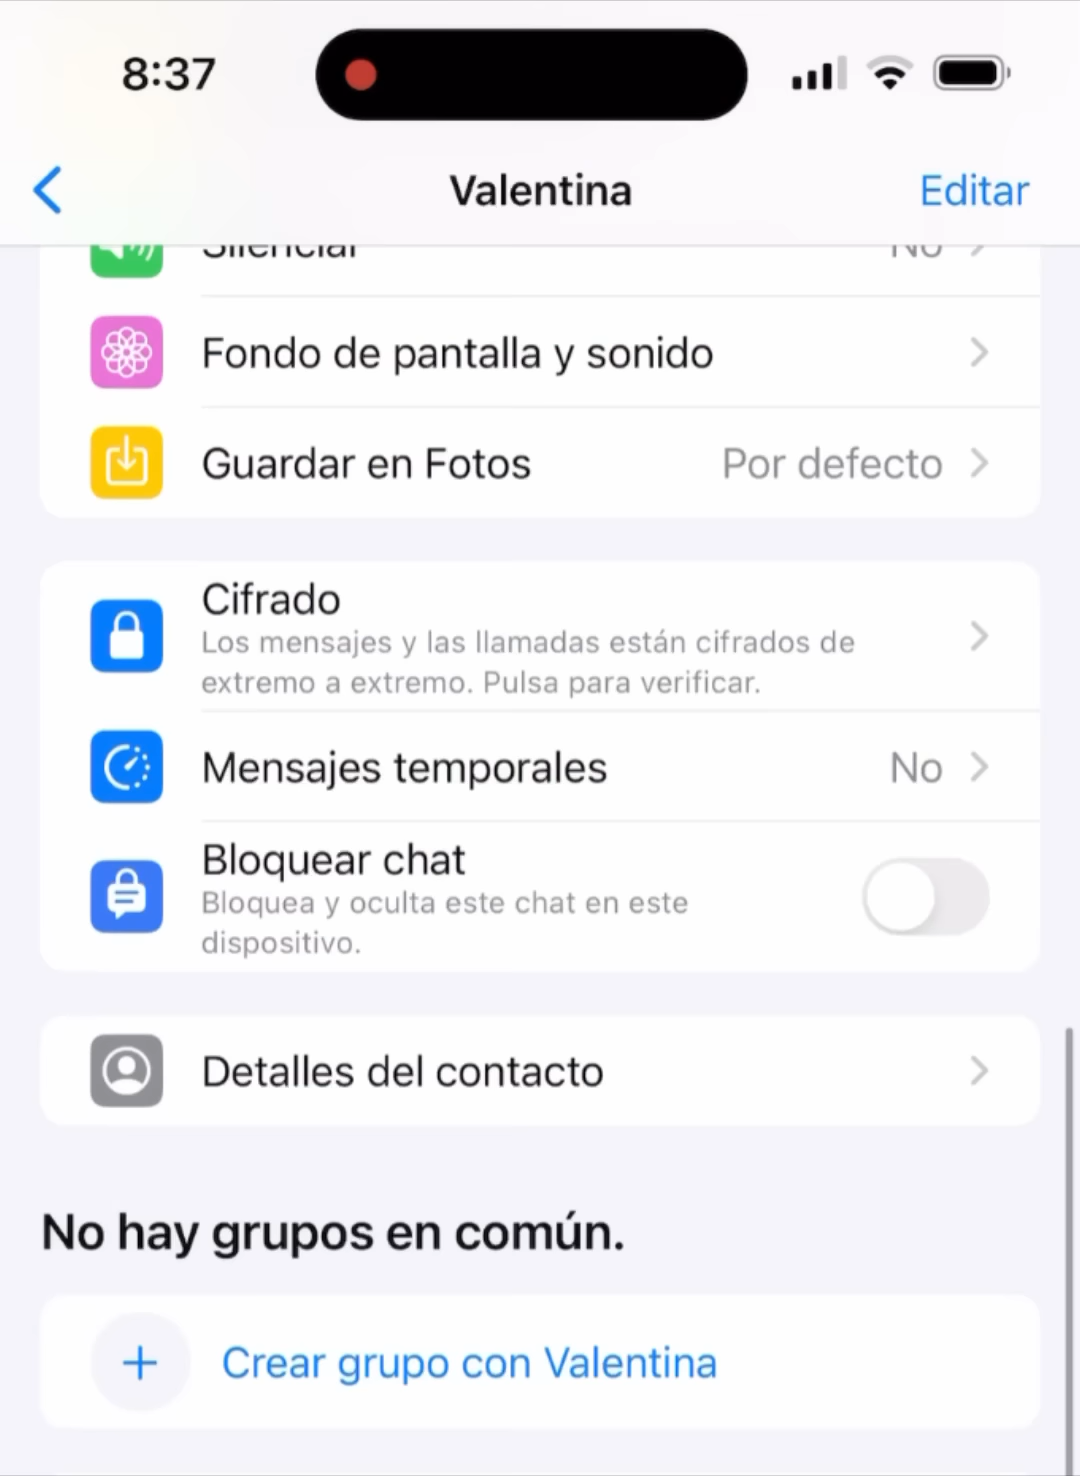 8:37
Valentina
Editar
Silenciar
No
Fondo de pantalla y sonido
Guardar en Fotos
Por defecto
Cifrado
Los mensajes y las llamadas están cifrados de
extremo a extremo. Pulsa para verificar.
Mensajes temporales
No
Bloquear chat
Bloquea y oculta este chat en este
dispositivo.
Detalles del contacto
No hay grupos en común.
Crear grupo con Valentina